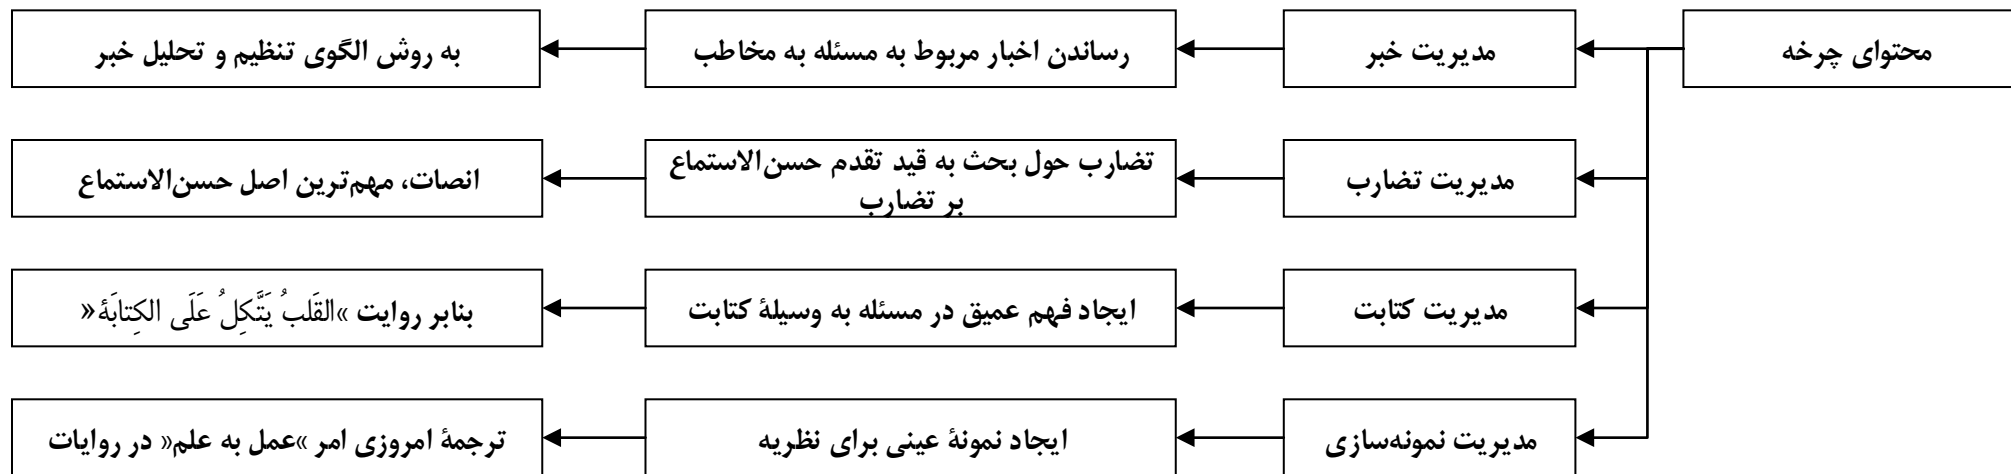 محتوای چرخه
مدیریت خبر
رساندن اخبار مربوط به مسئله به مخاطب
به روش الگوی تنظیم و تحلیل خبر
مدیریت تضارب
تضارب حول بحث به قید تقدم حسن‌الاستماع
بر تضارب
انصات، مهم‌ترین اصل حسن‌الاستماع
مدیریت کتابت
ایجاد فهم عمیق در مسئله به وسیلهٔ کتابت
بنابر روایت «القَلبُ يَتَّكِلُ عَلَى الكِتابَة»
مدیریت نمونه‌سازی
ایجاد نمونهٔ عینی برای نظریه
ترجمهٔ امروزی امر «عمل به علم» در روایات